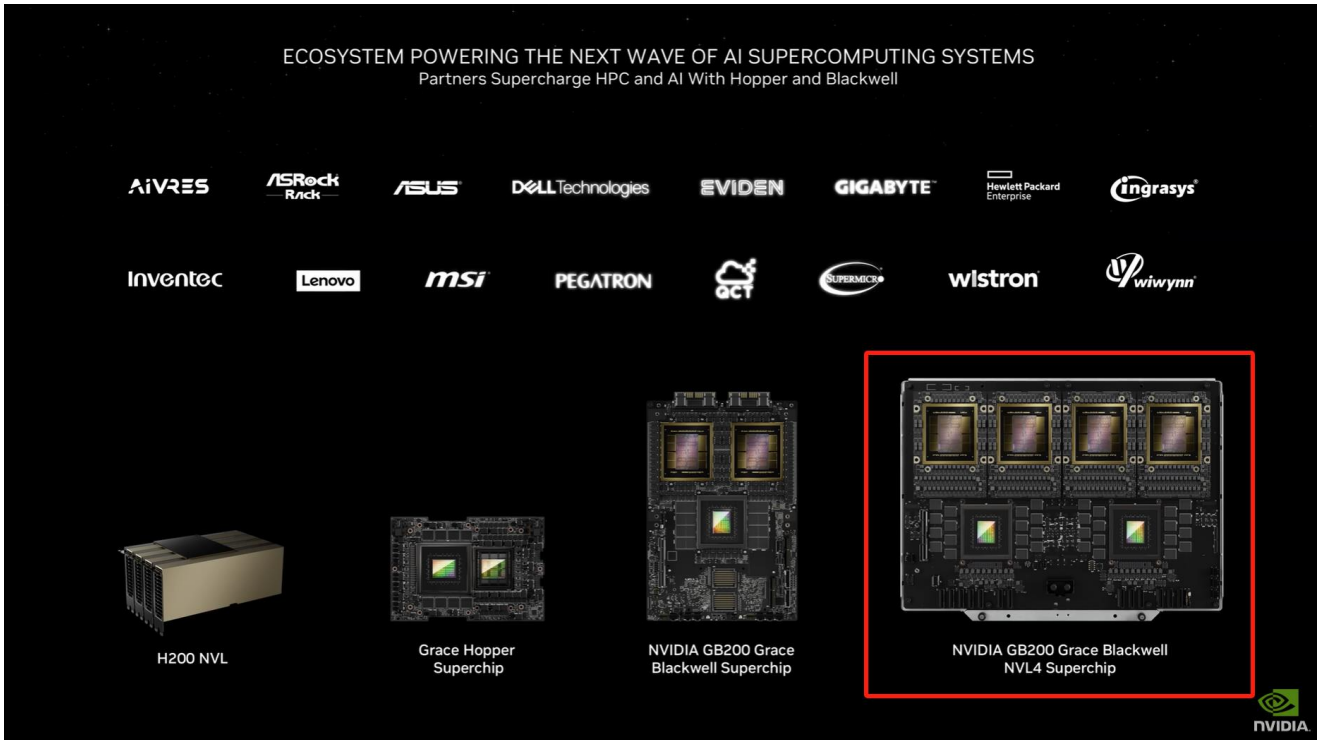 ECOSYSTEM POWERING THE NEXT WAVE OF AI SUPERCOMPUTING SYSTEMS
Partners Supercharge HPC and AI With Hopper and Blackwell
AIVRES
ASRock
Rack
ASUS
DELL Technologies
EVIDEN
GIGABYTE™
Hewlett Packard
Enterprise
ingrasys®
Inventec
Lenovo
msi
PEGATRON
QCT
SUPERMICRO
wistron
wiwynn
H200 NVL
Grace Hopper
Superchip
NVIDIA GB200 Grace
Blackwell Superchip
NVIDIA GB200 Grace Blackwell
NVL4 Superchip
NVIDIA.